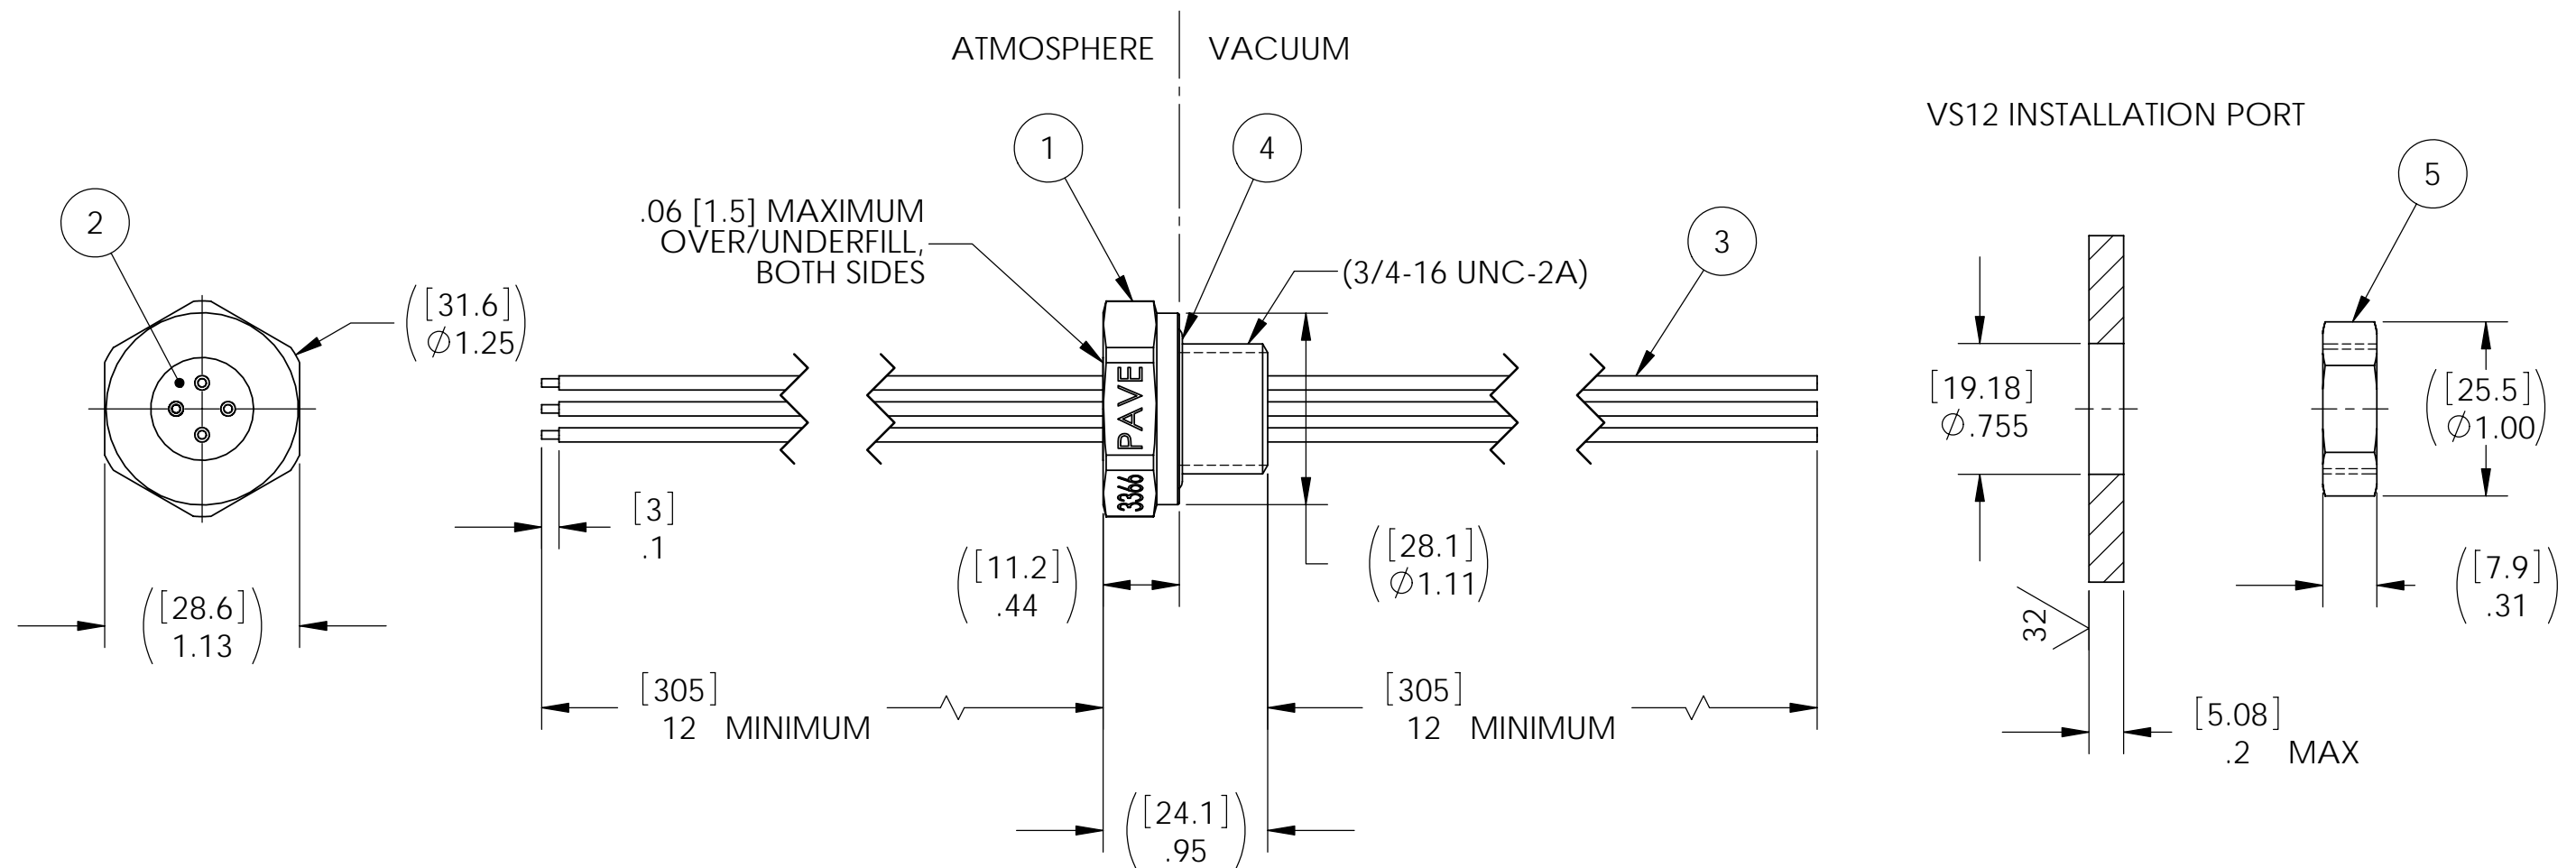 ATMOSPHERE
VACUUM
VS12 INSTALLATION PORT
1
4
5
2
3
.06 [1.5] MAXIMUM
OVER/UNDERFILL,
BOTH SIDES
(3/4-16 UNC-2A)
([31.6]
∅1.25)
PAVE
3366
[19.18]
∅.755
([25.5]
∅1.00)
[3]
.1
([11.2]
.44)
([28.1]
∅1.11)
([28.6]
1.13)
32
([7.9]
.31)
[305]
12 MINIMUM
[305]
12 MINIMUM
[5.08]
.2 MAX
([24.1]
.95)